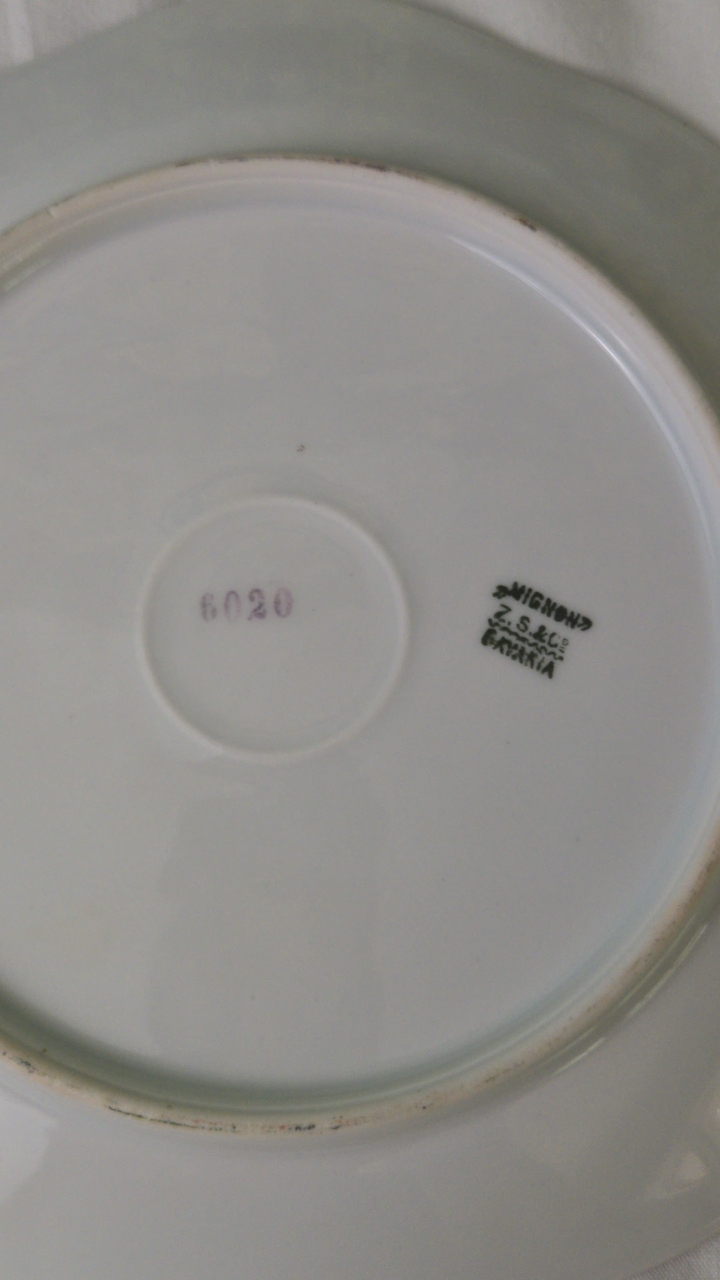 6020
„MIGNON”
Z. S. & Cº
BAVARIA